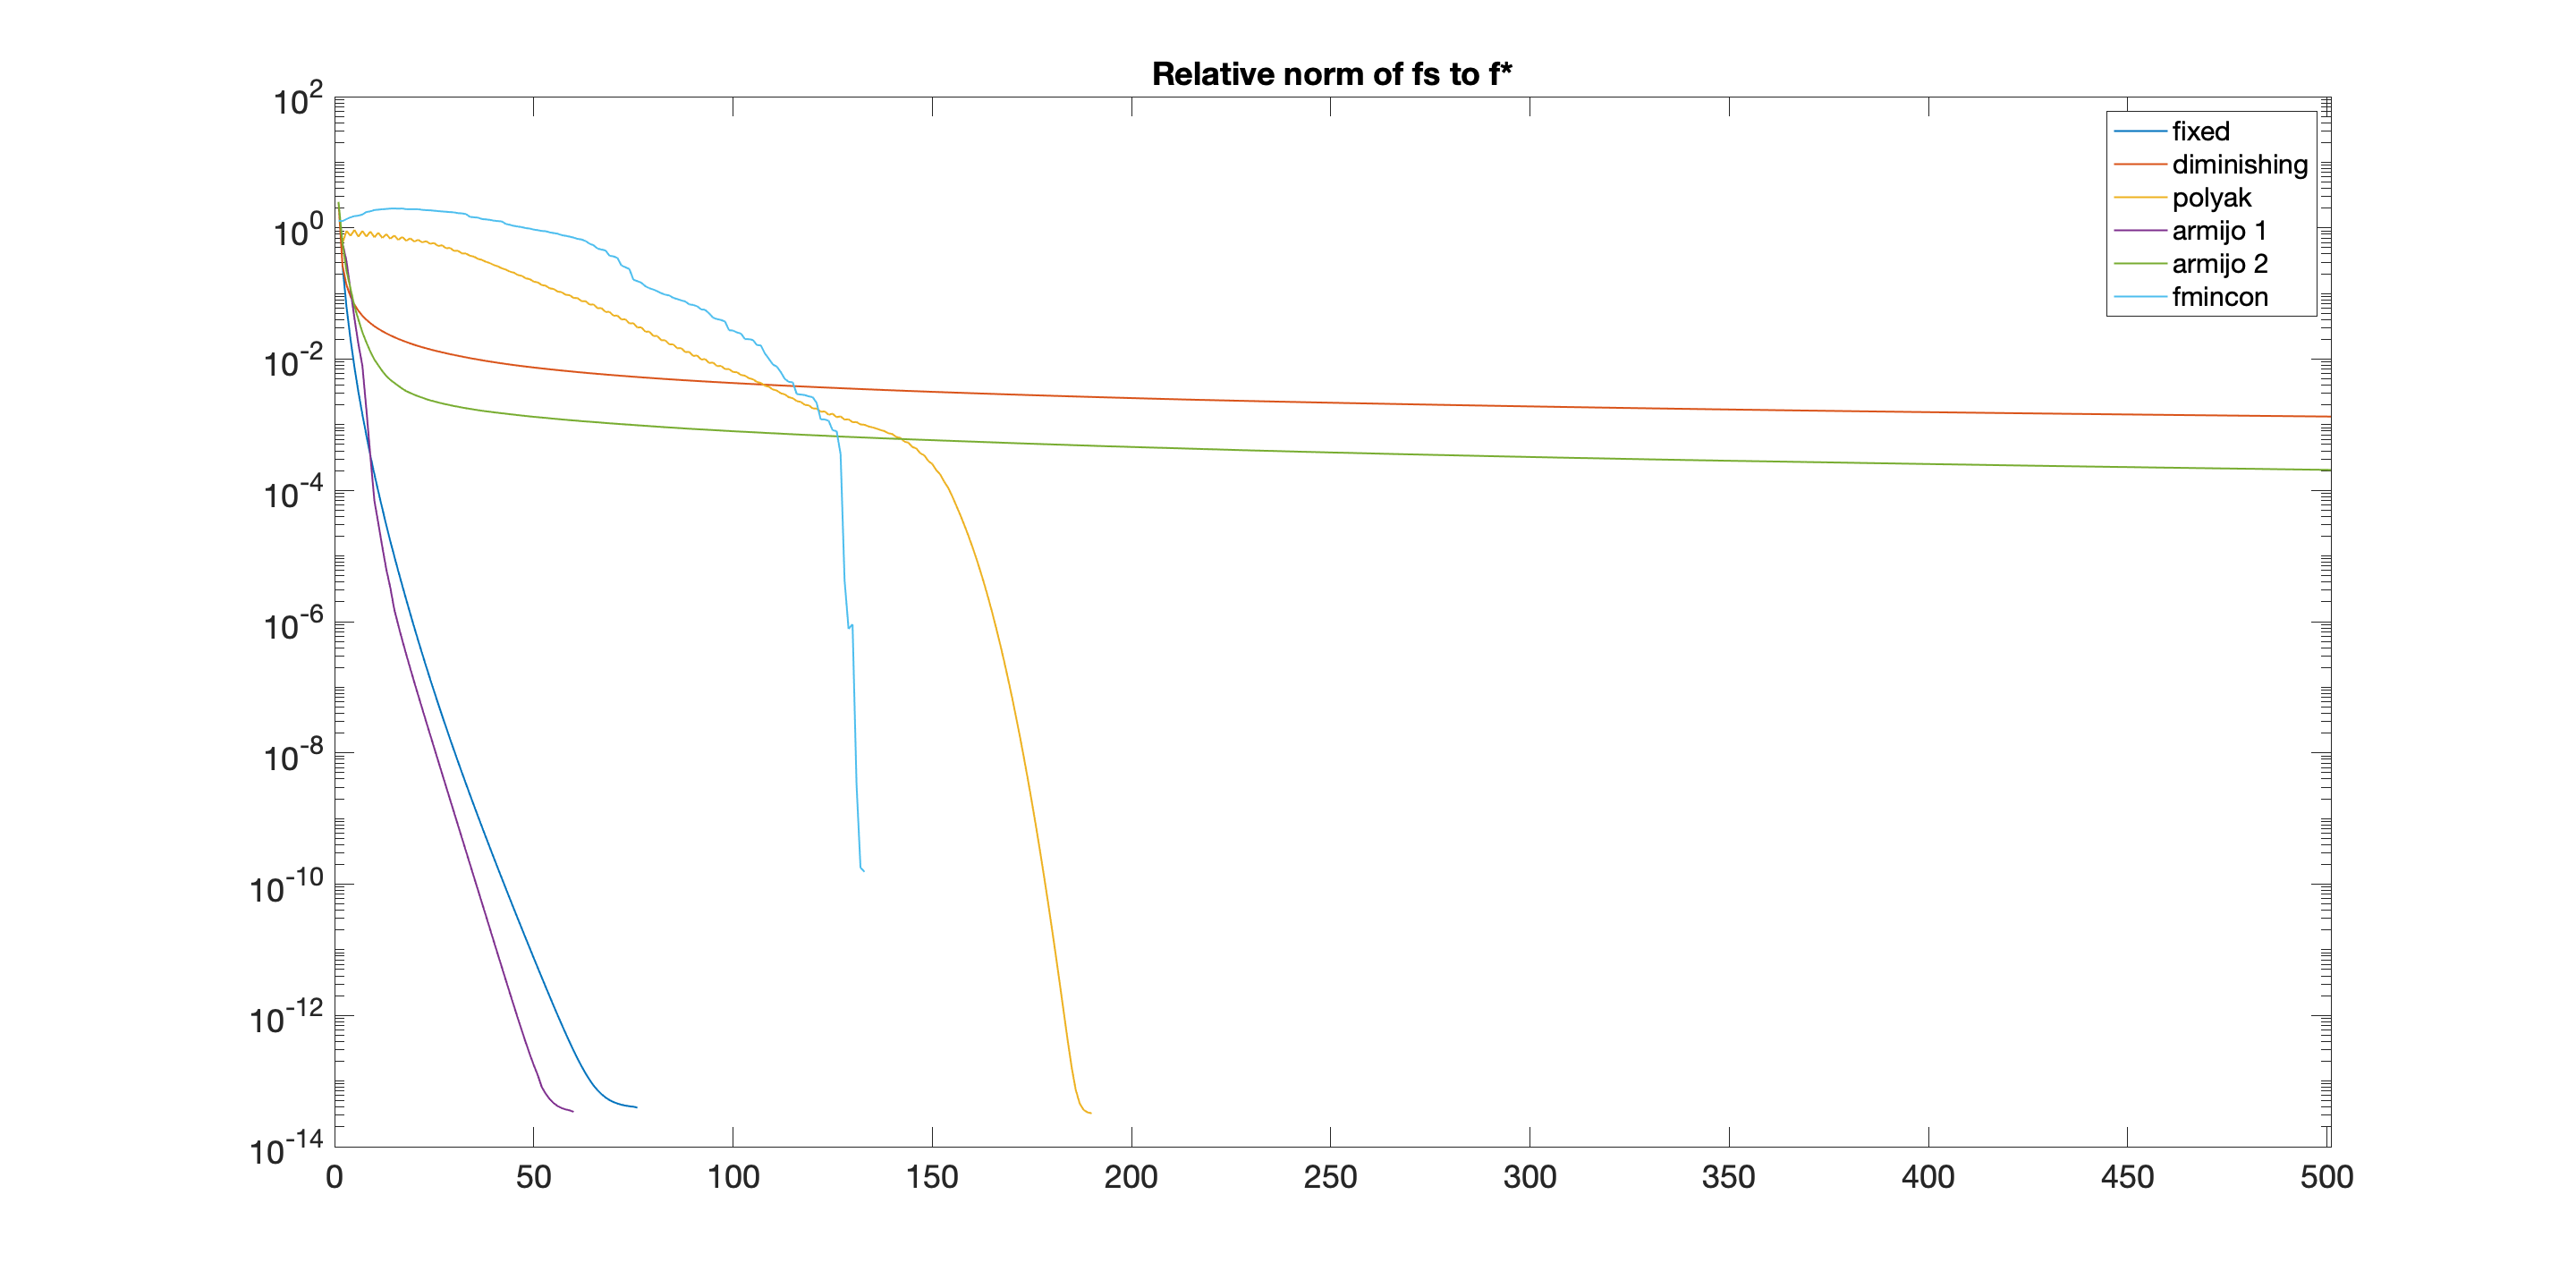 Relative norm of fs to f*
10^2
10^0
10^-2
10^-4
10^-6
10^-8
10^-10
10^-12
10^-14
0 50 100 150 200 250 300 350 400 450 500
fixed
diminishing
polyak
armijo 1
armijo 2
fmincon